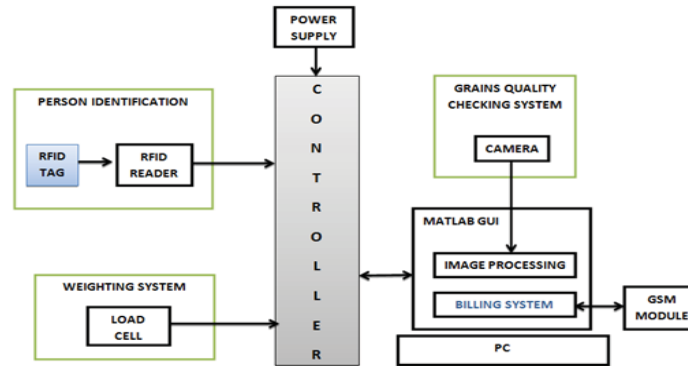 POWER
SUPPLY
PERSON IDENTIFICATION
RFID
TAG
RFID
READER
C
O
N
T
R
O
L
L
E
R
GRAINS QUALITY
CHECKING SYSTEM
CAMERA
MATLAB GUI
IMAGE PROCESSING
BILLING SYSTEM
GSM
MODULE
WEIGHTING SYSTEM
LOAD
CELL
PC